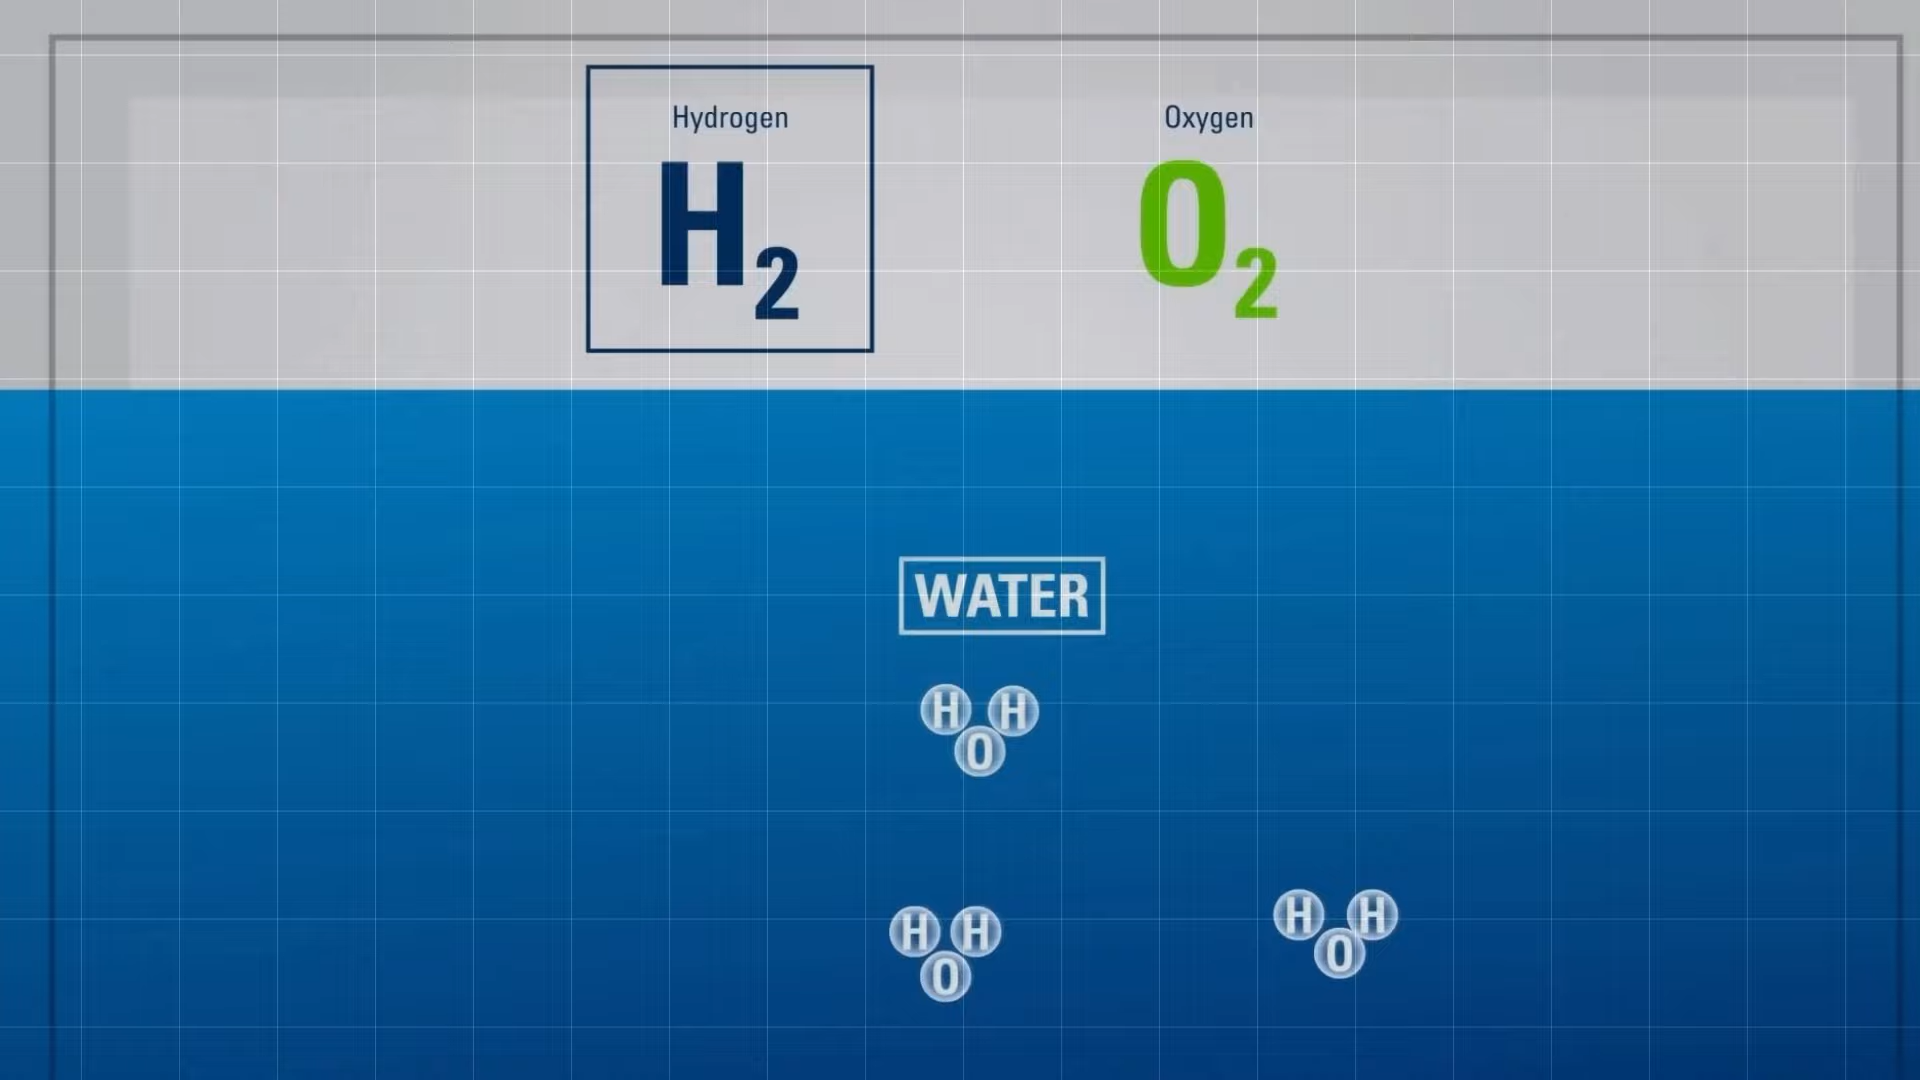 Hydrogen
H2
Oxygen
O2
WATER
H H
O
H H
O
H H
O